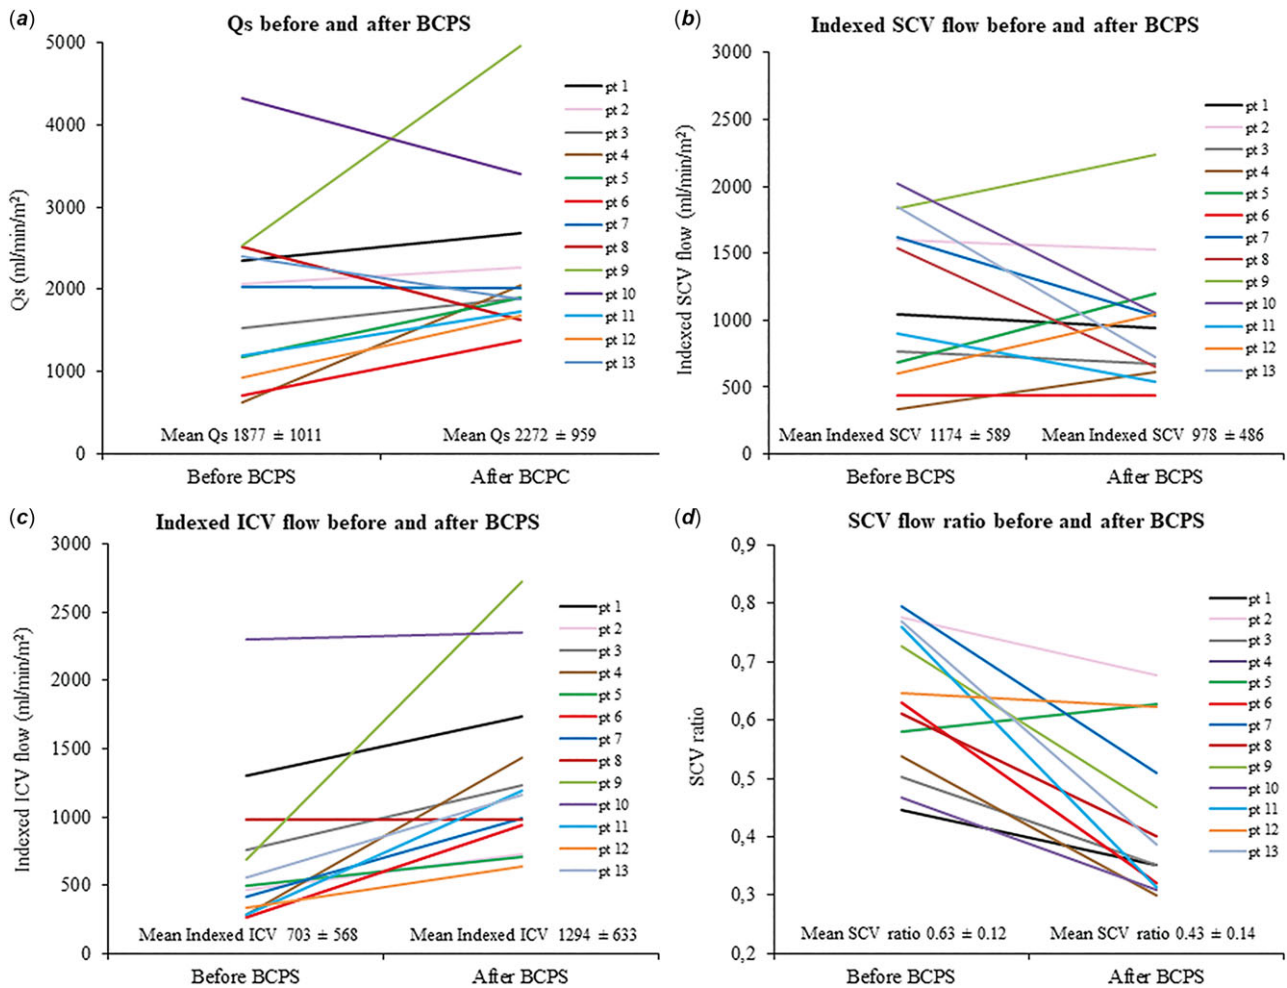 (a)
Qs before and after BCPS
5000
4000
3000
2000
1000
0
Qs (ml/min/m²)
pt 1
pt 2
pt 3
pt 4
pt 5
pt 6
pt 7
pt 8
pt 9
pt 10
pt 11
pt 12
pt 13
Mean Qs 1877 ± 1011
Mean Qs 2272 ± 959
Before BCPS
After BCPC
(b)
Indexed SCV flow before and after BCPS
3000
2500
2000
1500
1000
500
0
Indexed SCV flow (ml/min/m²)
pt 1
pt 2
pt 3
pt 4
pt 5
pt 6
pt 7
pt 8
pt 9
pt 10
pt 11
pt 12
pt 13
Mean Indexed SCV 1174 ± 589
Mean Indexed SCV 978 ± 486
Before BCPS
After BCPS
(c)
Indexed ICV flow before and after BCPS
3000
2500
2000
1500
1000
500
0
Indexed ICV flow (ml/min/m²)
pt 1
pt 2
pt 3
pt 4
pt 5
pt 6
pt 7
pt 8
pt 9
pt 10
pt 11
pt 12
pt 13
Mean Indexed ICV 703 ± 568
Mean Indexed ICV 1294 ± 633
Before BCPS
After BCPS
(d)
SCV flow ratio before and after BCPS
0,9
0,8
0,7
0,6
0,5
0,4
0,3
0,2
SCV ratio
pt 1
pt 2
pt 3
pt 4
pt 5
pt 6
pt 7
pt 8
pt 9
pt 10
pt 11
pt 12
pt 13
Mean SCV ratio 0.63 ± 0.12
Mean SCV ratio 0.43 ± 0.14
Before BCPS
After BCPS